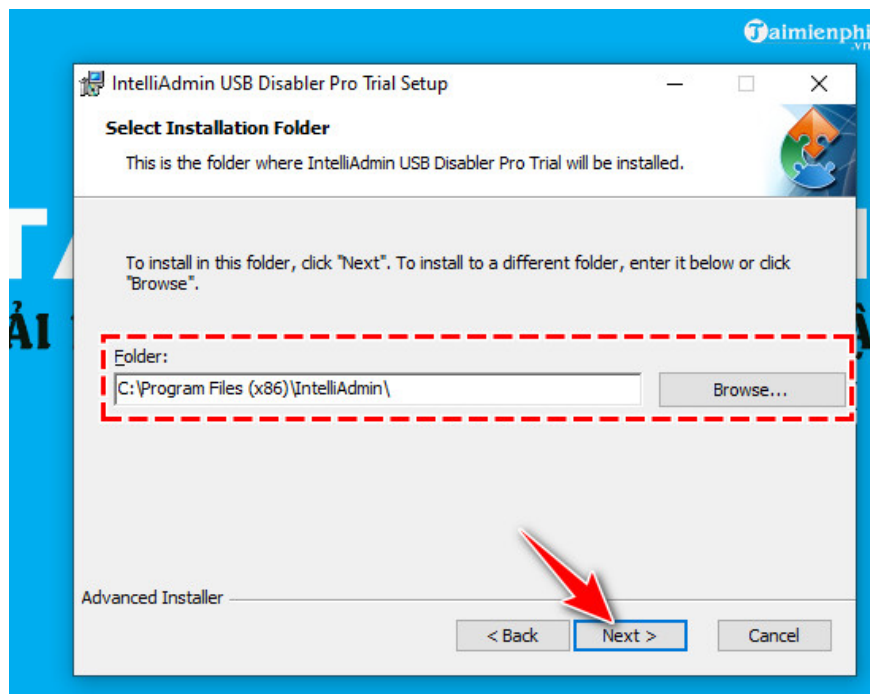 Taimienphi
.vn
IntelliAdmin USB Disabler Pro Trial Setup
Select Installation Folder
This is the folder where IntelliAdmin USB Disabler Pro Trial will be installed.
To install in this folder, click "Next". To install to a different folder, enter it below or click
"Browse".
ẢI
Folder:
C:\Program Files (x86)\IntelliAdmin\
Browse...
Advanced Installer
< Back
Next >
Cancel